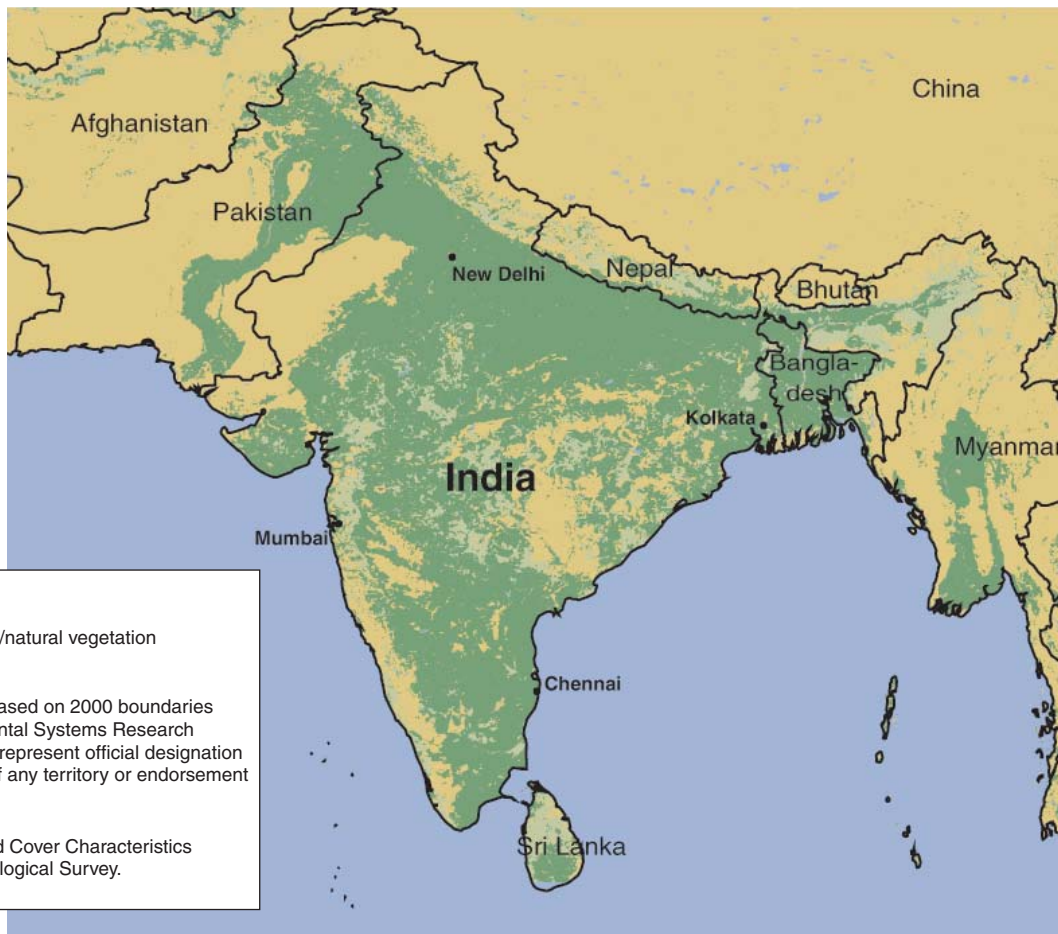 China
Afghanistan
Pakistan
New Delhi
Nepal
Bhutan
Bangla-
desh
Kolkata
Myanmar
India
Mumbai
/natural vegetation
Chennai
ased on 2000 boundaries
ntal Systems Research
represent official designation
f any territory or endorsement
d Cover Characteristics
logical Survey.
Sri Lanka